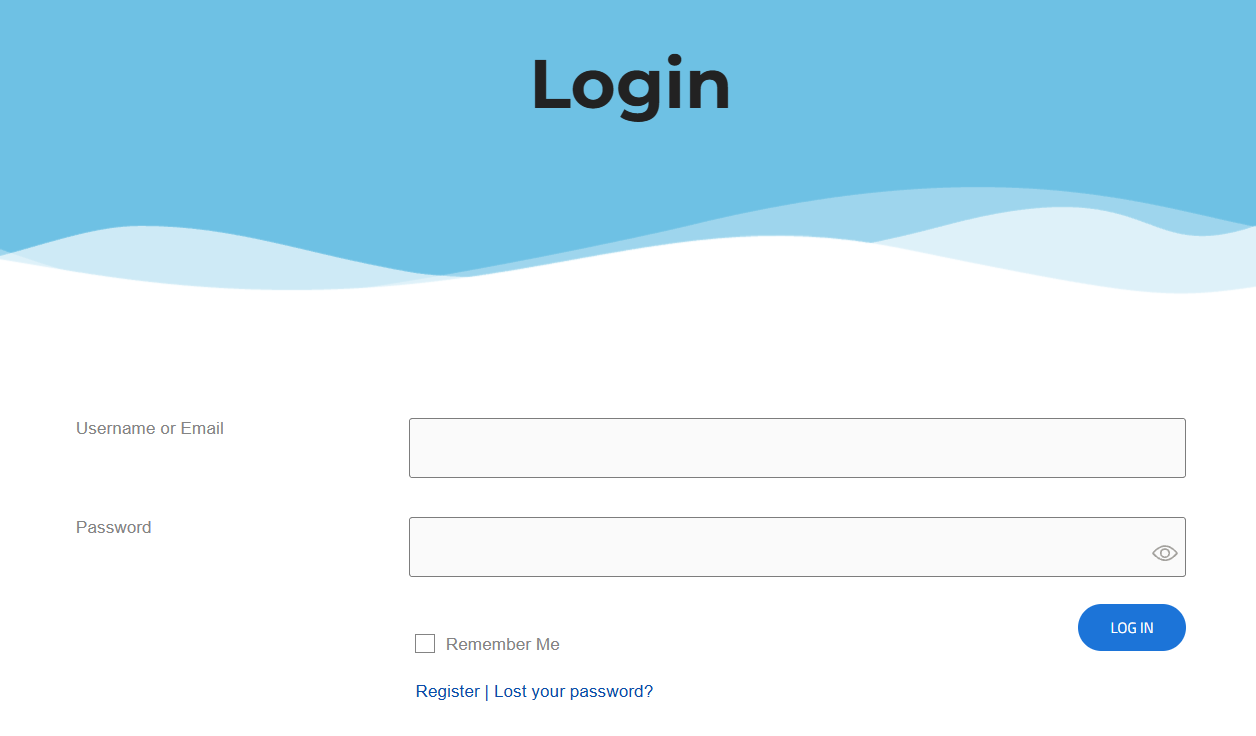 Login
Username or Email
Password
Remember Me
LOG IN
Register | Lost your password?